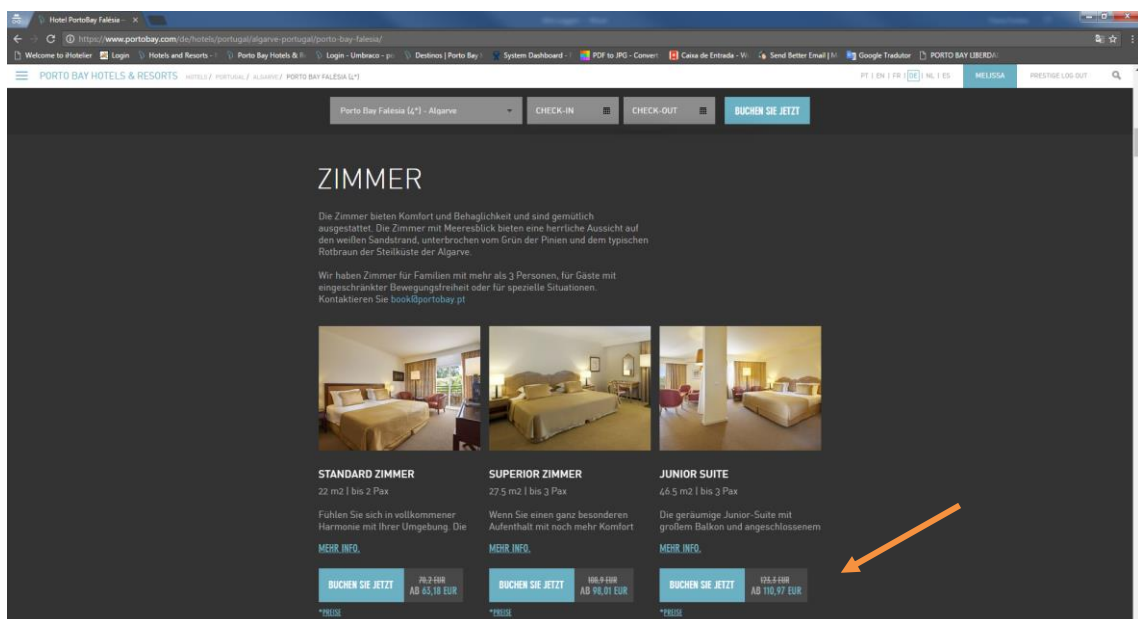 Hotel PortoBay Falésia -
https://www.portobay.com/de/hotels/portugal/algarve-portugal/porto-bay-falesia/
Welcome to iHotelier Login Hotels and Resorts - Porto Bay Hotels & Login - Umbraco - Destinos | Porto Bay System Dashboard - PDF to JPG - Convert Caixa de Entrada - Send Better Email | Google Tradutor PORTO BAY LIBERDA
PORTO BAY HOTELS & RESORTS HOTELS / PORTUGAL / ALGARVE / PORTO BAY FALÉSIA (4*) PT | EN | FR | DE | NL | ES MELISSA PRESTIGE LOG OUT
Porto Bay Falésia (4*) - Algarve CHECK-IN CHECK-OUT BUCHEN SIE JETZT
ZIMMER
Die Zimmer bieten Komfort und Behaglichkeit und sind gemütlich
ausgestattet. Die Zimmer mit Meeresblick bieten eine herrliche Aussicht auf
den weißen Sandstrand, unterbrochen vom Grün der Pinien und dem typischen
Rotbraun der Steilküste der Algarve.
Wir haben Zimmer für Familien mit mehr als 3 Personen, für Gäste mit
eingeschränkter Bewegungsfreiheit oder für spezielle Situationen.
Kontaktieren Sie book@portobay.pt
STANDARD ZIMMER
22 m2 | bis 2 Pax
Fühlen Sie sich in vollkommener
Harmonie mit Ihrer Umgebung. Die
MEHR INFO.
BUCHEN SIE JETZT
70,2 EUR
AB 65,18 EUR
*PREISE
SUPERIOR ZIMMER
27.5 m2 | bis 3 Pax
Wenn Sie einen ganz besonderen
Aufenthalt mit noch mehr Komfort
MEHR INFO.
BUCHEN SIE JETZT
108,9 EUR
AB 98,01 EUR
*PREISE
JUNIOR SUITE
46.5 m2 | bis 3 Pax
Die geräumige Junior-Suite mit
großem Balkon und angeschlossenem
MEHR INFO.
BUCHEN SIE JETZT
123,3 EUR
AB 110,97 EUR
*PREISE